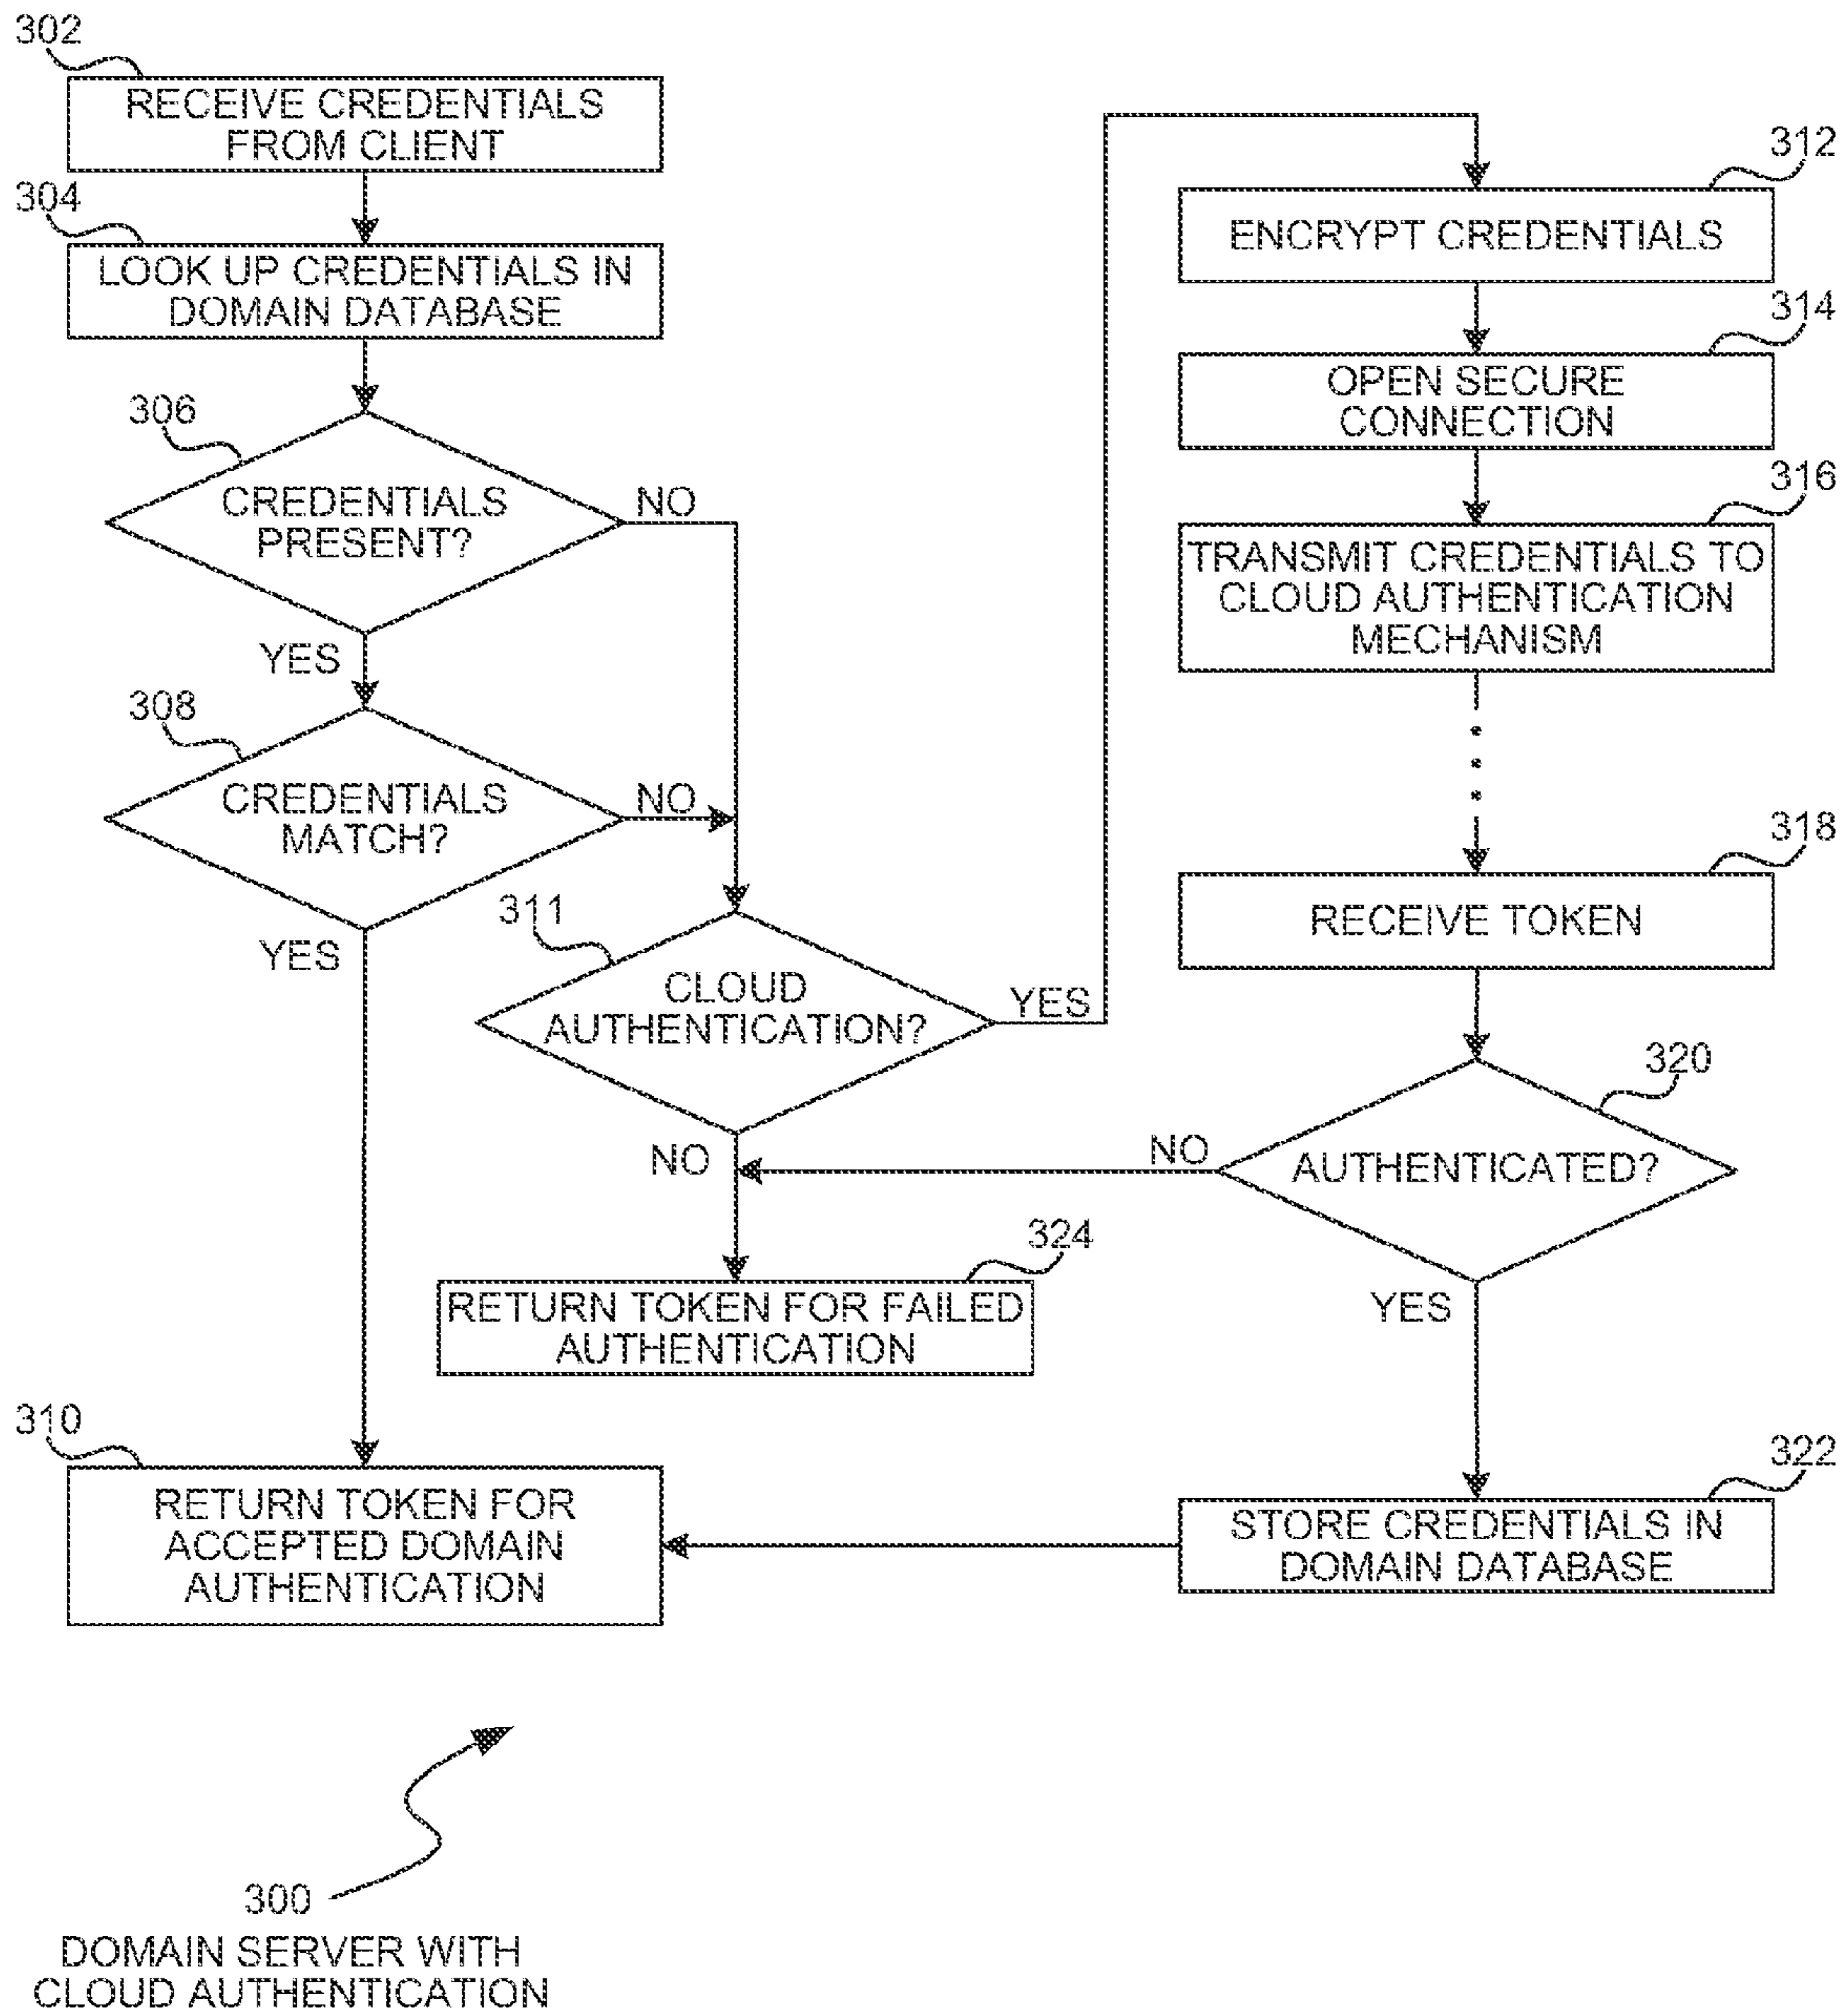 302
RECEIVE CREDENTIALS
FROM CLIENT
304
LOOK UP CREDENTIALS IN
DOMAIN DATABASE
306
CREDENTIALS
PRESENT?
NO
YES
308
CREDENTIALS
MATCH?
NO
YES
311
CLOUD
AUTHENTICATION?
YES
NO
312
ENCRYPT CREDENTIALS
314
OPEN SECURE
CONNECTION
316
TRANSMIT CREDENTIALS TO
CLOUD AUTHENTICATION
MECHANISM
318
RECEIVE TOKEN
320
AUTHENTICATED?
NO
YES
324
RETURN TOKEN FOR FAILED
AUTHENTICATION
310
RETURN TOKEN FOR
ACCEPTED DOMAIN
AUTHENTICATION
322
STORE CREDENTIALS IN
DOMAIN DATABASE
300
DOMAIN SERVER WITH
CLOUD AUTHENTICATION